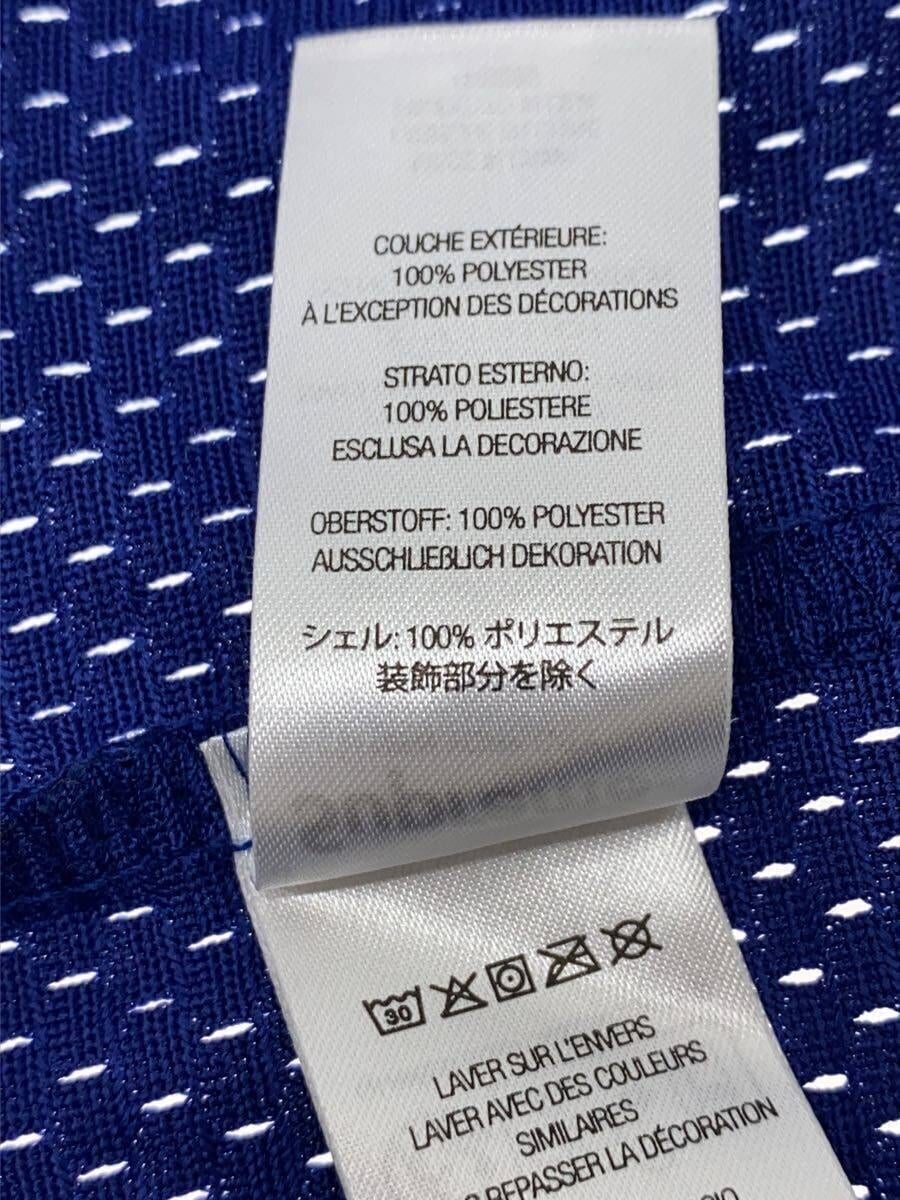 COUCHE EXTÉRIEURE:
100% POLYESTER
À L'EXCEPTION DES DÉCORATIONS
STRATO ESTERNO:
100% POLIESTERE
ESCLUSA LA DECORAZIONE
OBERSTOFF: 100% POLYESTER
AUSSCHLIEßLICH DEKORATION
シェル: 100% ポリエステル
装飾部分を除く
30
LAVER SUR L'ENVERS
LAVER AVEC DES COULEURS
SIMILAIRES
REPASSER LA DÉCORATION